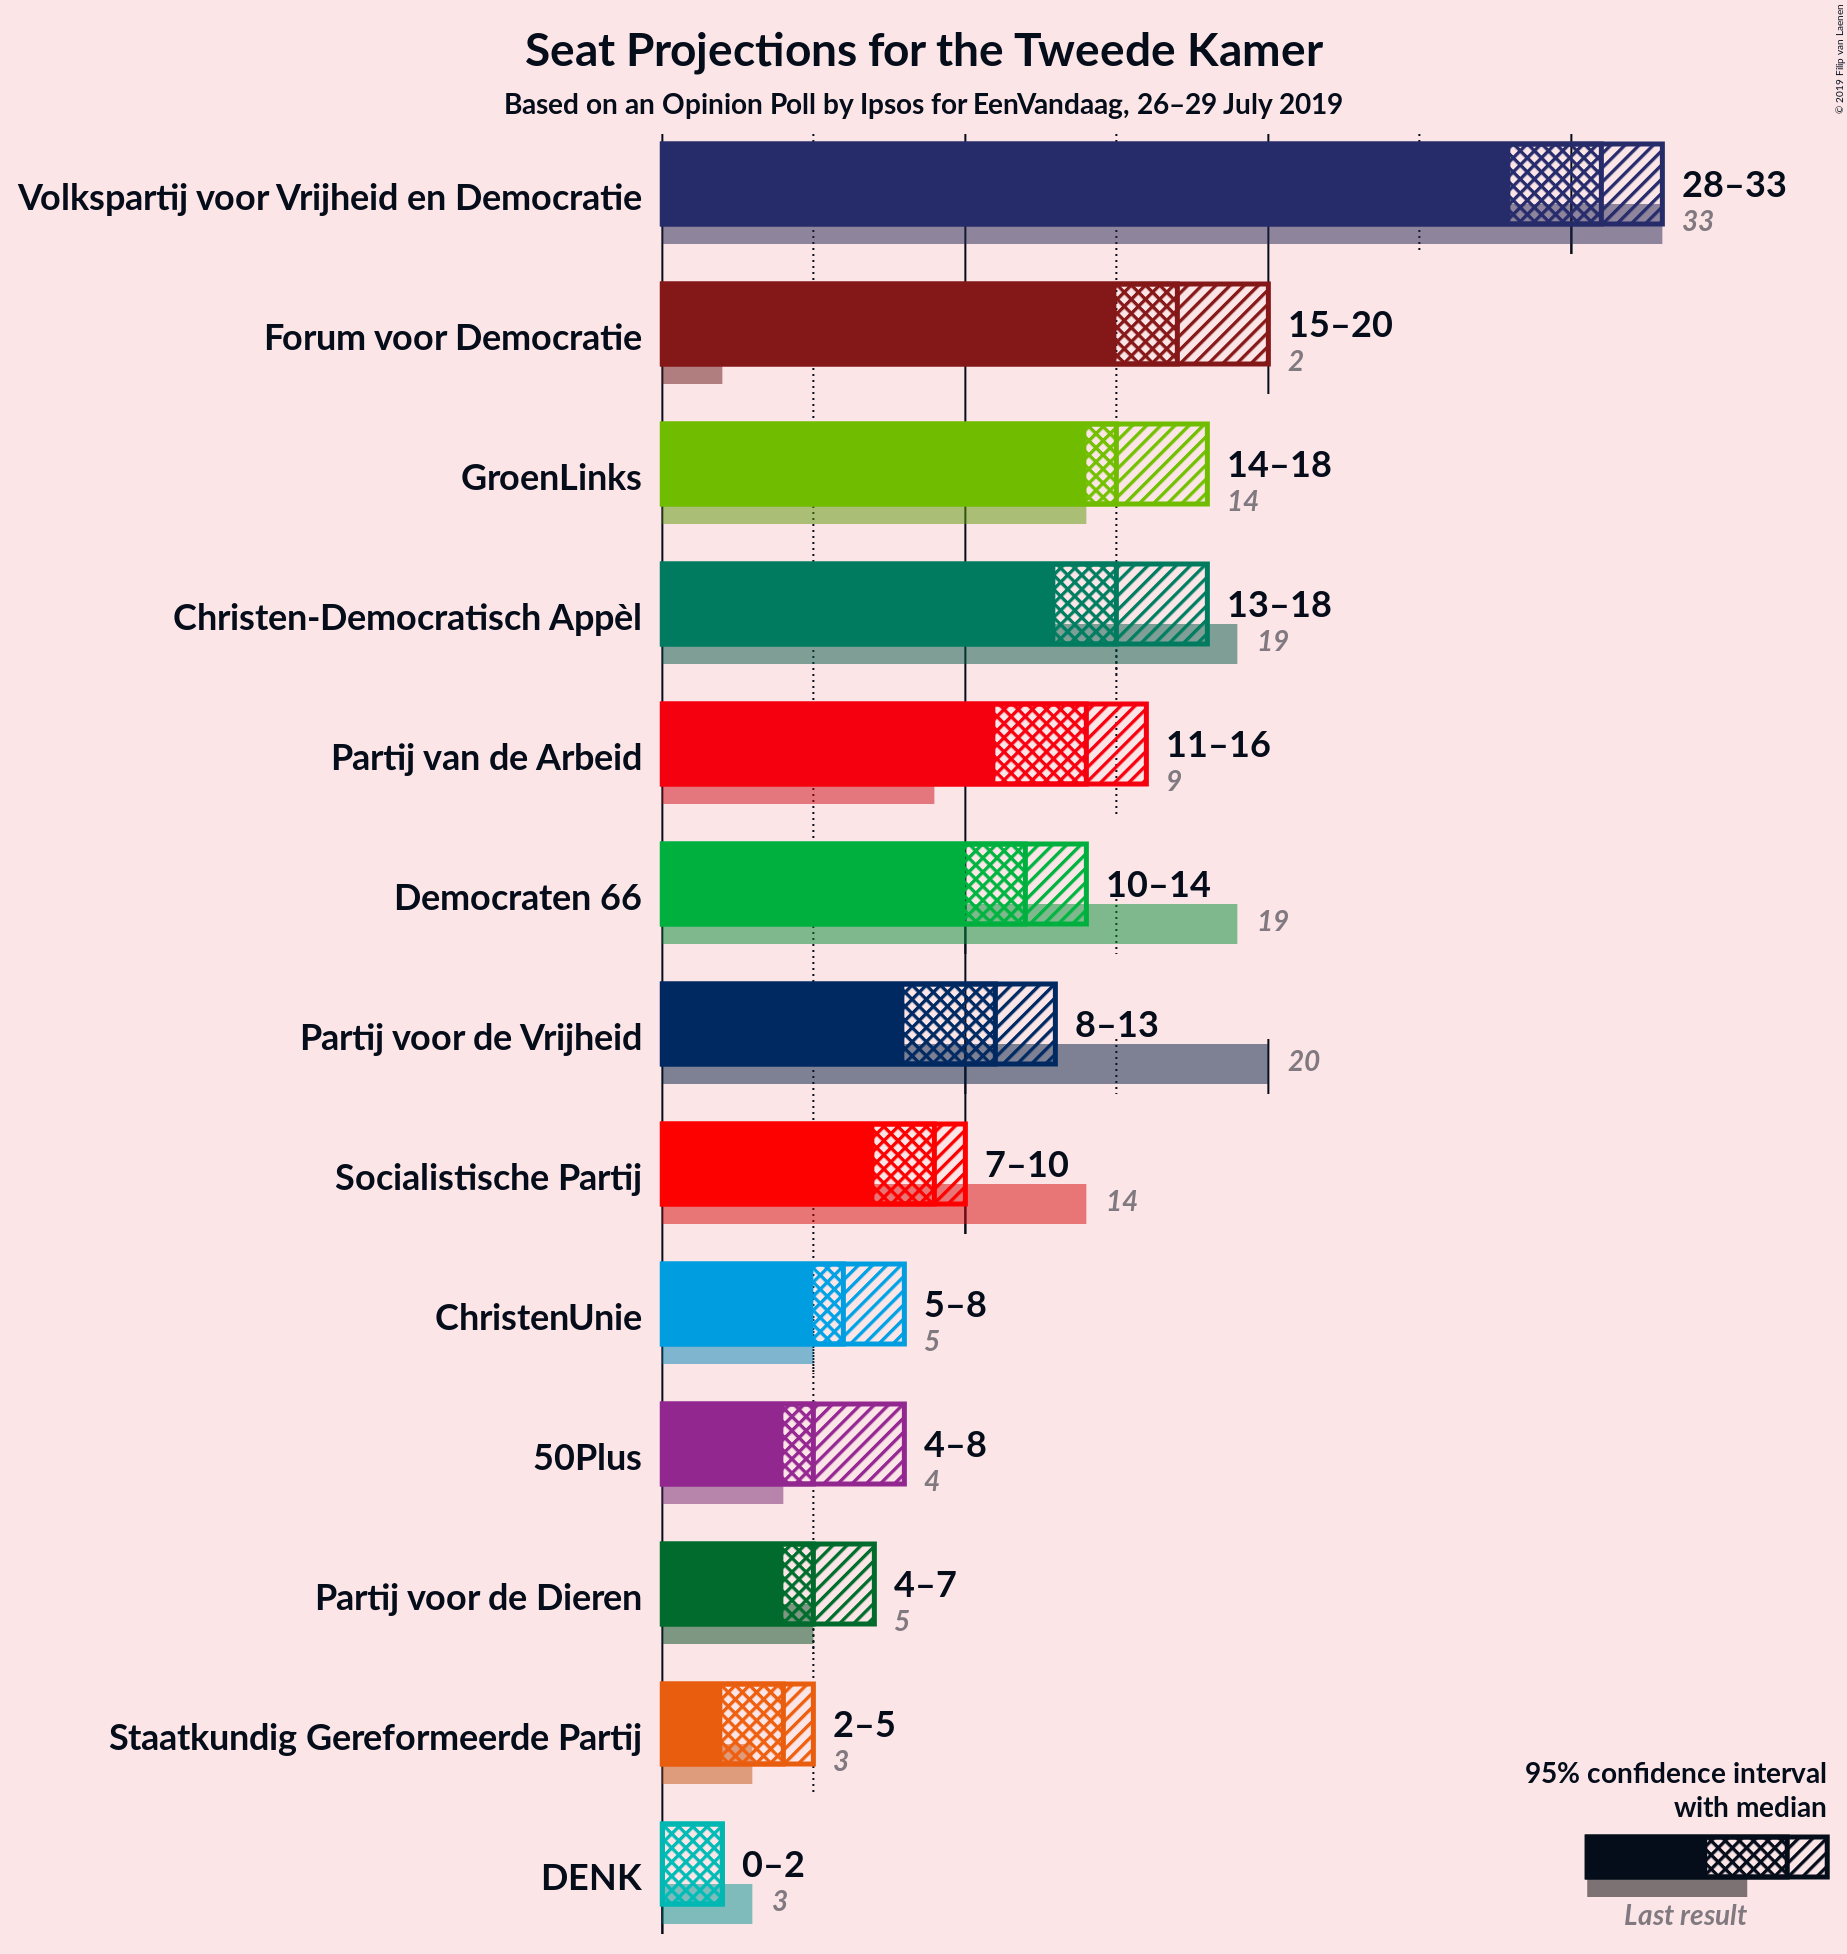 Seat Projections for the Tweede Kamer
Based on an Opinion Poll by Ipsos for EenVandaag, 26–29 July 2019
© 2019 Filip van Laenen
Volkspartij voor Vrijheid en Democratie
28–33
33
Forum voor Democratie
15–20
2
GroenLinks
14–18
14
Christen-Democratisch Appèl
13–18
19
Partij van de Arbeid
11–16
9
Democraten 66
10–14
19
Partij voor de Vrijheid
8–13
20
Socialistische Partij
7–10
14
ChristenUnie
5–8
5
50Plus
4–8
4
Partij voor de Dieren
4–7
5
Staatkundig Gereformeerde Partij
2–5
3
DENK
0–2
3
95% confidence interval
with median
Last result